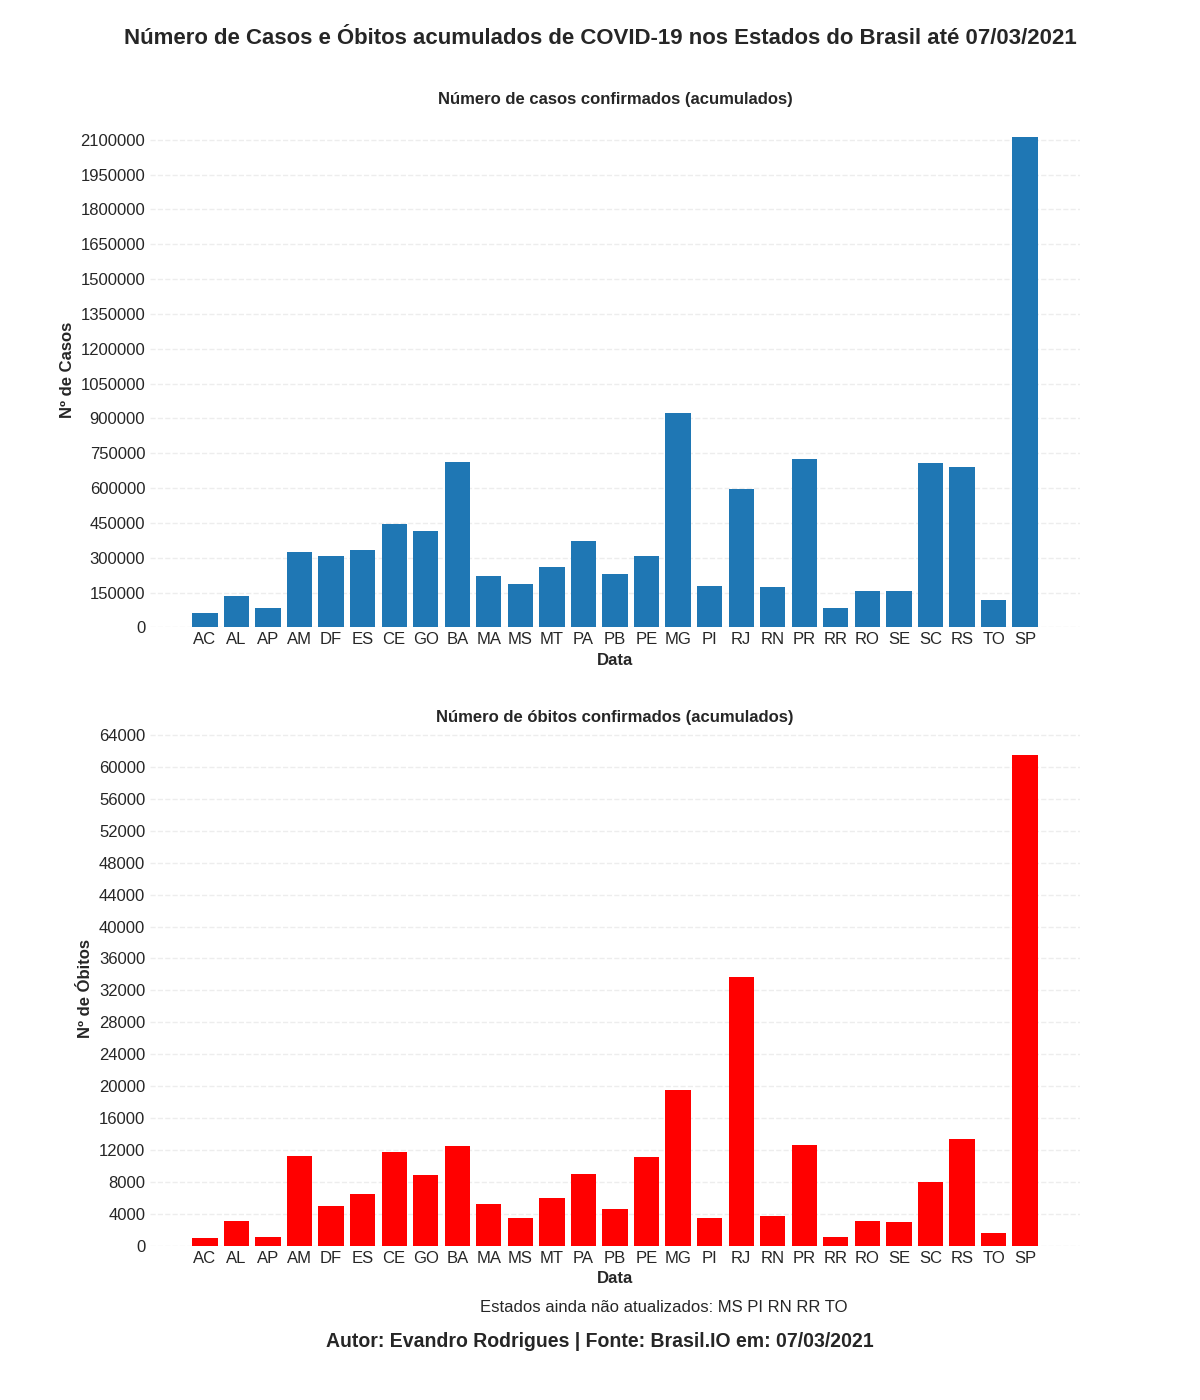 Número de Casos e Óbitos acumulados de COVID-19 nos Estados do Brasil até 07/03/2021
Número de casos confirmados (acumulados)
2100000
1950000
1800000
1650000
1500000
1350000
1200000
1050000
900000
750000
600000
450000
300000
150000
0
Nº de Casos
AC AL AP AM DF ES CE GO BA MA MS MT PA PB PE MG PI RJ RN PR RR RO SE SC RS TO SP
Data
Número de óbitos confirmados (acumulados)
64000
60000
56000
52000
48000
44000
40000
36000
32000
28000
24000
20000
16000
12000
8000
4000
0
Nº de Óbitos
AC AL AP AM DF ES CE GO BA MA MS MT PA PB PE MG PI RJ RN PR RR RO SE SC RS TO SP
Data
Estados ainda não atualizados: MS PI RN RR TO
Autor: Evandro Rodrigues | Fonte: Brasil.IO em: 07/03/2021